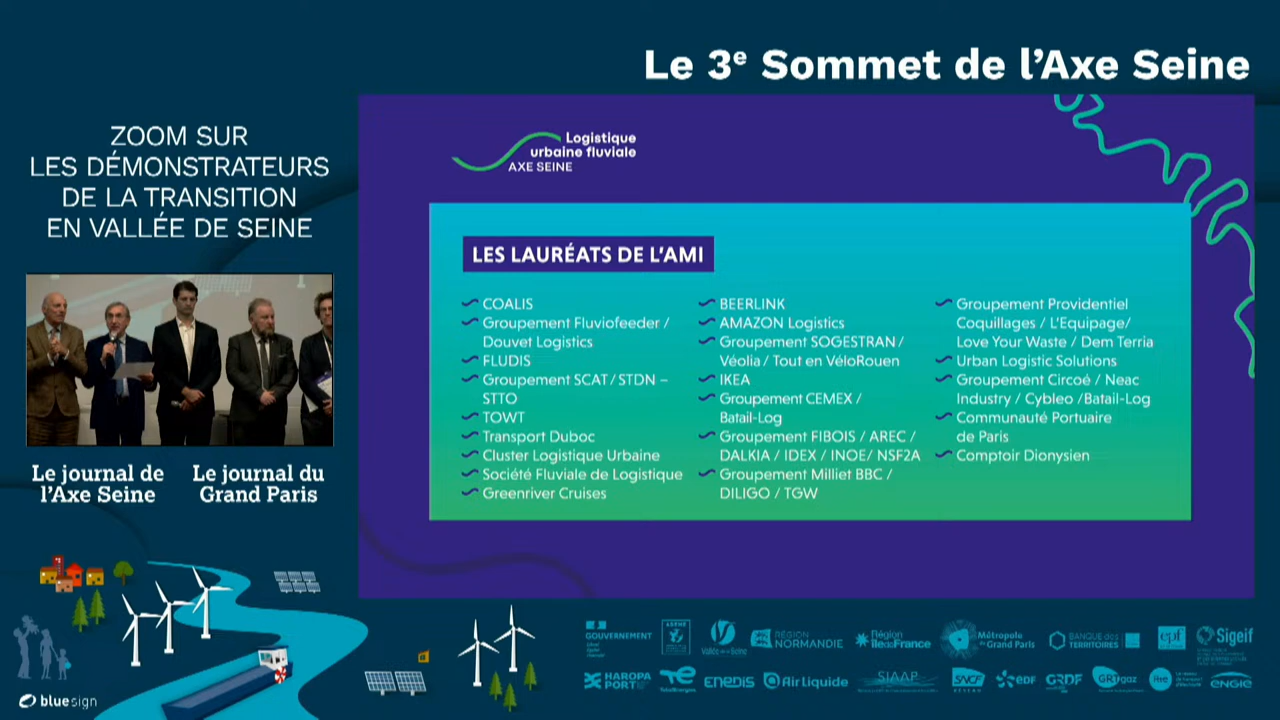 Le 3e Sommet de l'Axe Seine
ZOOM SUR
LES DÉMONSTRATEURS
DE LA TRANSITION
EN VALLÉE DE SEINE
Le journal de
l'Axe Seine
Le journal du
Grand Paris
Logistique
urbaine fluviale
AXE SEINE
LES LAURÉATS DE L'AMI
COALIS
Groupement Fluviofeeder /
Douvet Logistics
FLUDIS
Groupement SCAT / STDN –
STTO
TOWT
Transport Duboc
Cluster Logistique Urbaine
Société Fluviale de Logistique
Greenriver Cruises
BEERLINK
AMAZON Logistics
Groupement SOGESTRAN /
Véolia / Tout en VéloRouen
IKEA
Groupement CEMEX /
Batail-Log
Groupement FIBOIS / AREC /
DALKIA / IDEX / INOE/ NSF2A
Groupement Milliet BBC /
DILIGO / TGW
Groupement Providentiel
Coquillages / L'Equipage/
Love Your Waste / Dem Terria
Urban Logistic Solutions
Groupement Circoé / Neac
Industry / Cybleo /Batail-Log
Communauté Portuaire
de Paris
Comptoir Dionysien
GOUVERNEMENT
ADEME
Vallée de la Seine
RÉGION
NORMANDIE
Région
îledeFrance
Métropole
du Grand Paris
BANQUE des
TERRITOIRES
epf
Sigeif
HAROPA
PORT
TotalEnergies
ENEDIS
Air Liquide
SIAAP
SNCF
RÉSEAU
eDF
GRDF
GRTgaz
Rte
ENGIE
bluesign